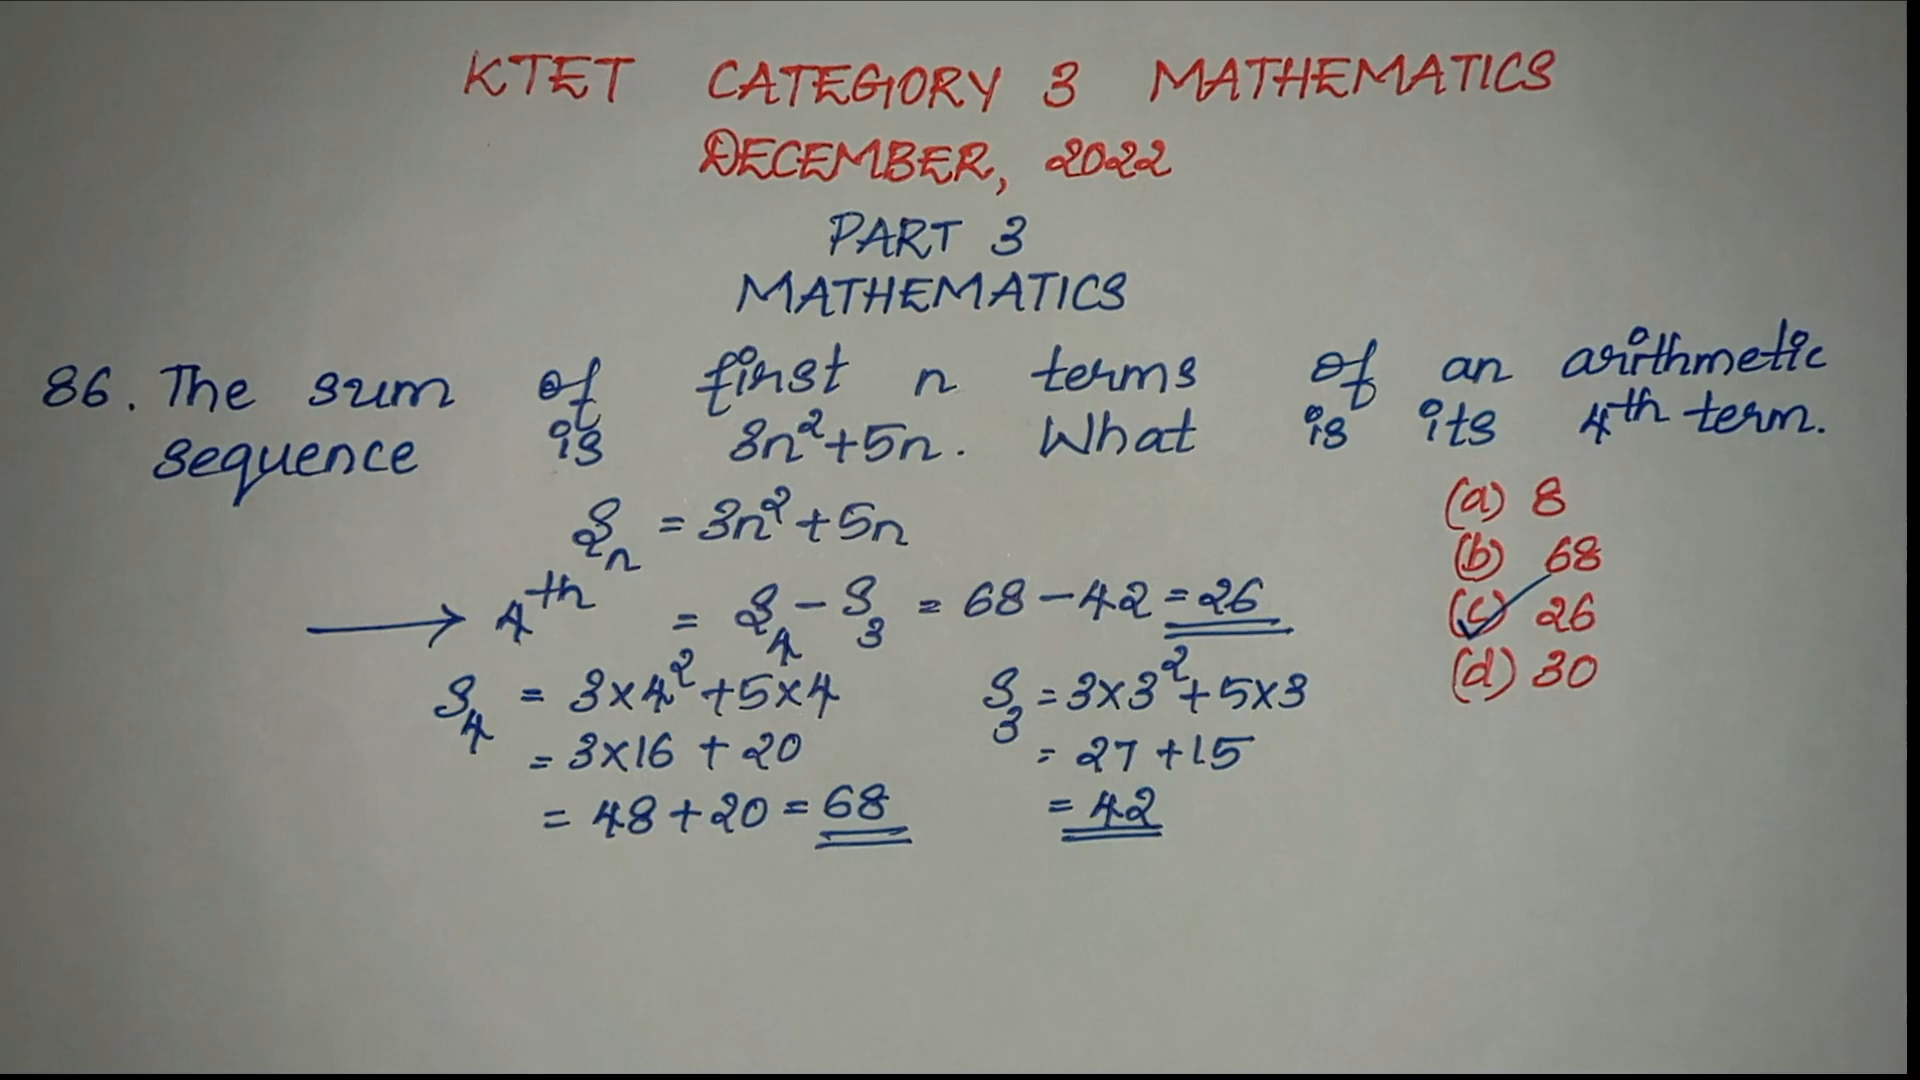 KTET CATEGORY 3 MATHEMATICS
DECEMBER, 2022
PART 3
MATHEMATICS
86. The sum of first n terms of an arithmetic
sequence is 3n²+5n. What is its 4th term.
(a) 8
(b) 68
(c) 26
(d) 30
Sₙ = 3n²+5n
→ 4th = S₄ – S₃ = 68 – 42 = 26
S₄ = 3×4²+5×4
= 3×16 + 20
= 48+20 = 68
S₃ = 3×3²+5×3
= 27+15
= 42